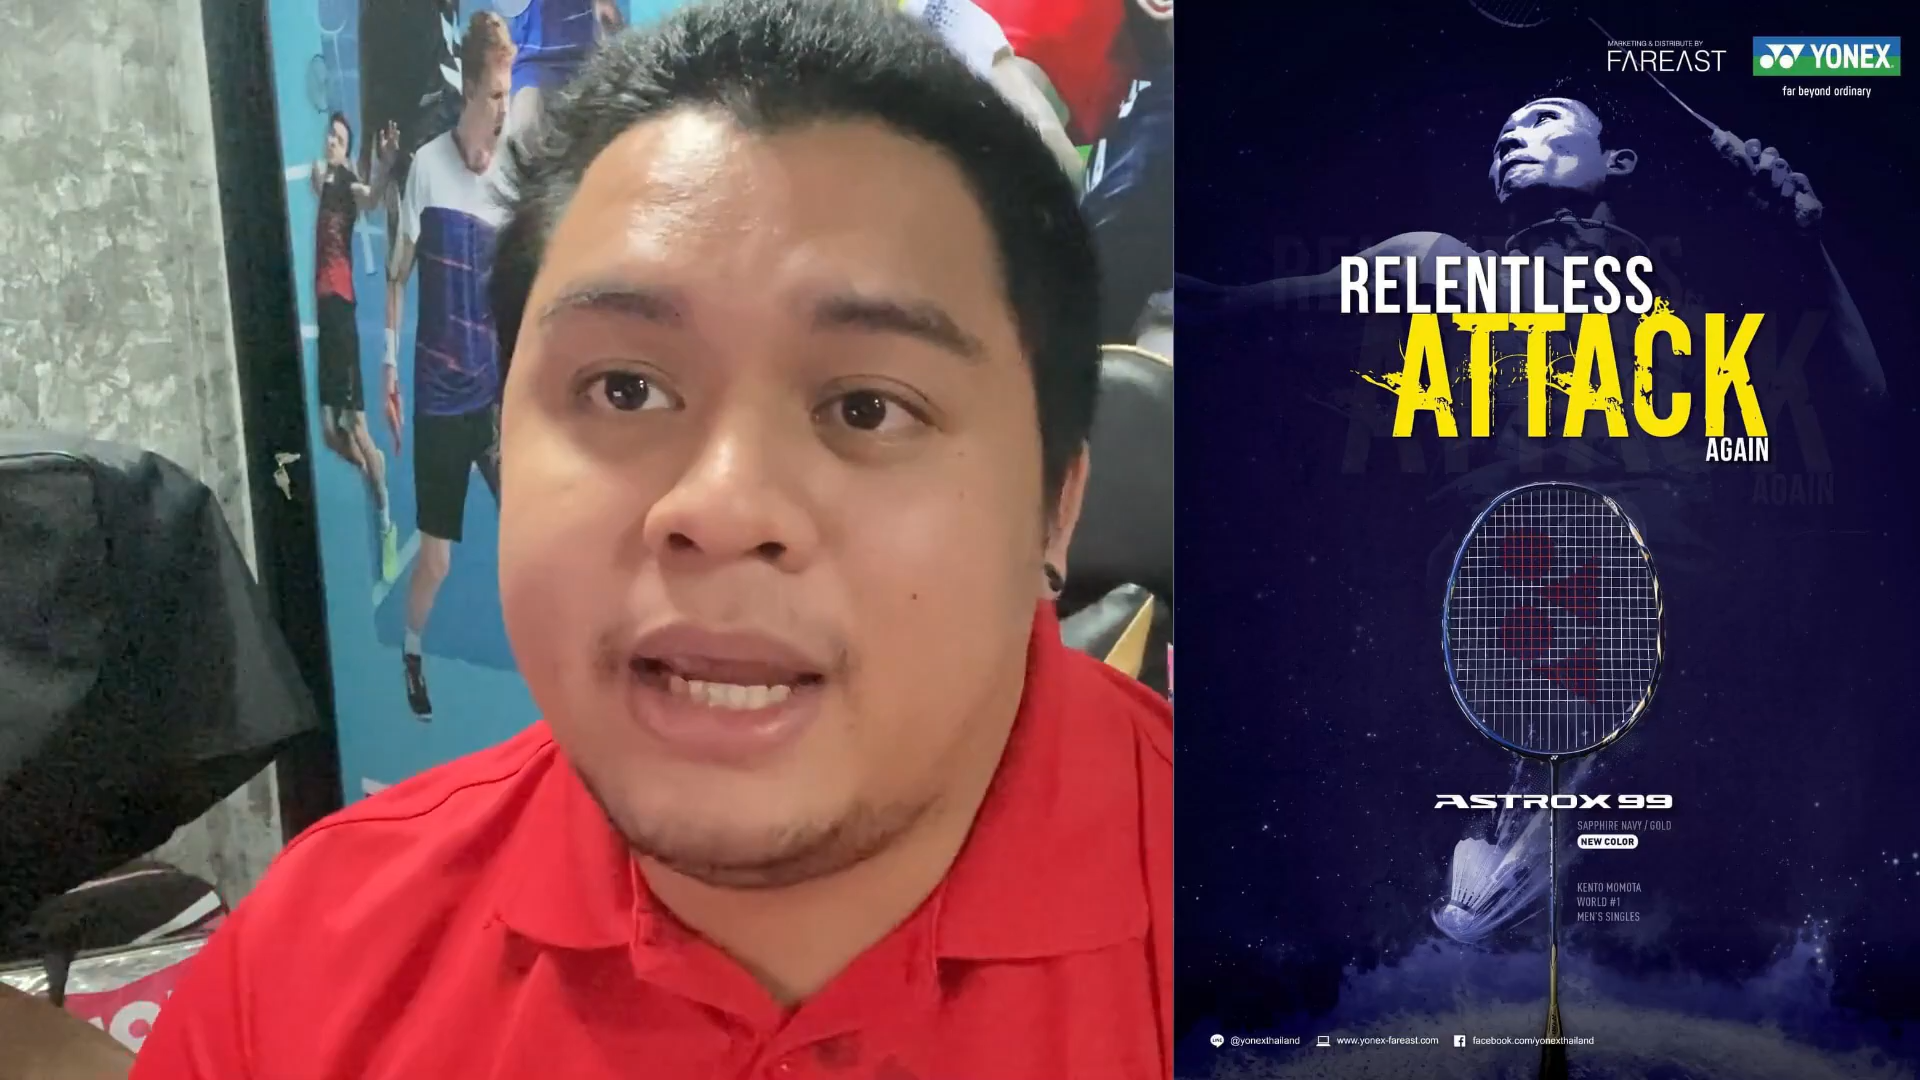 MARKETING & DISTRIBUTE BY
FAREAST
YONEX
far beyond ordinary
RELENTLESS
ATTACK
AGAIN
ASTROX 99
SAPPHIRE NAVY / GOLD
NEW COLOR
KENTO MOMOTA
WORLD #1
MEN'S SINGLES
LINE @yonexthailand www.yonex-fareast.com facebook.com/yonexthailand